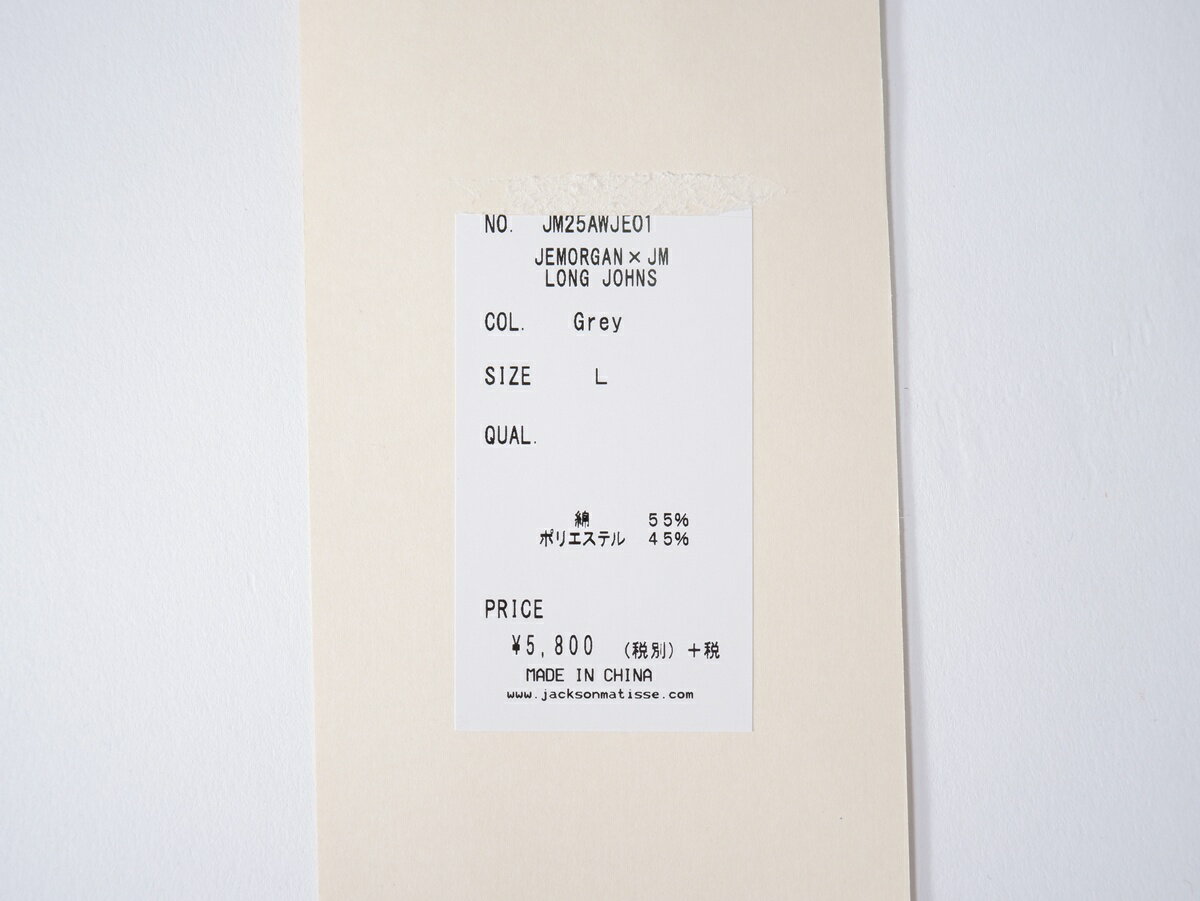 NO. JM25AWJE01
JEMORGAN×JM
LONG JOHNS
COL. Grey
SIZE L
QUAL.
綿 55%
ポリエステル 45%
PRICE
¥5,800 (税別)+税
MADE IN CHINA
www.jacksonmatisse.com